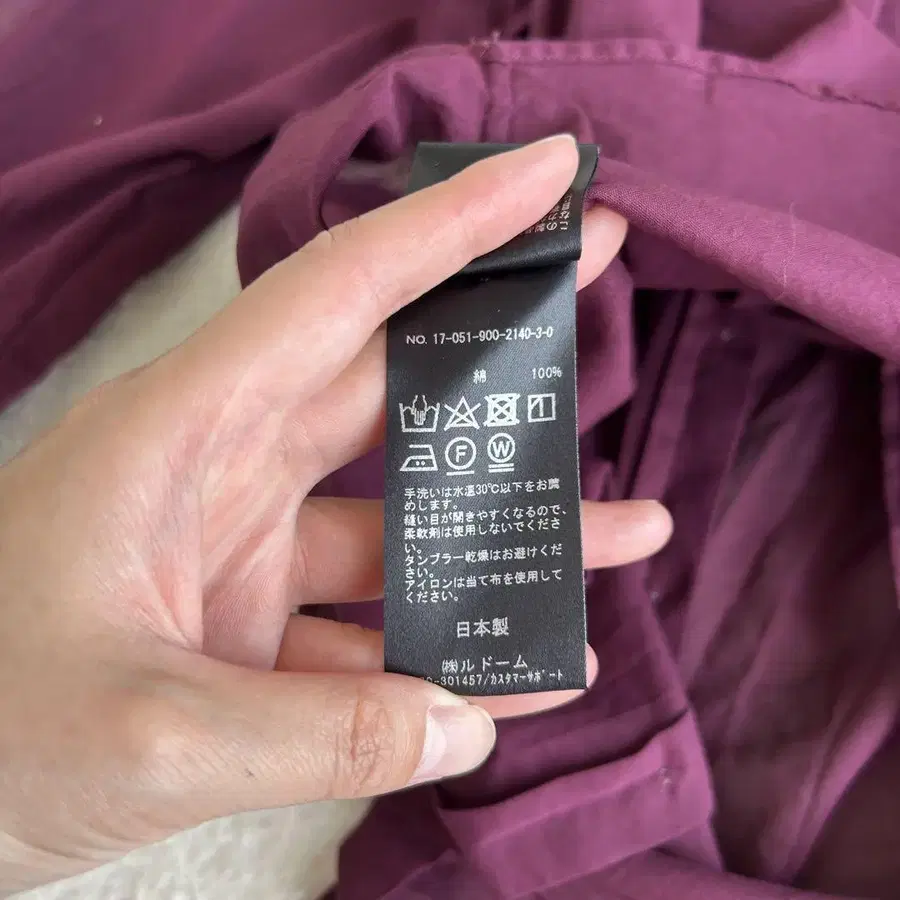 NO. 17-051-900-2140-3-0
綿 100%
F W
手洗いは水温30℃以下をお薦
めします。
縫い目が開きやすくなるので、
柔軟剤は使用しないでくださ
い。
タンブラー乾燥はお避けくだ
さい。
アイロンは当て布を使用して
ください。
日本製
(株)ルドーム
-301457/カスタマーサポート